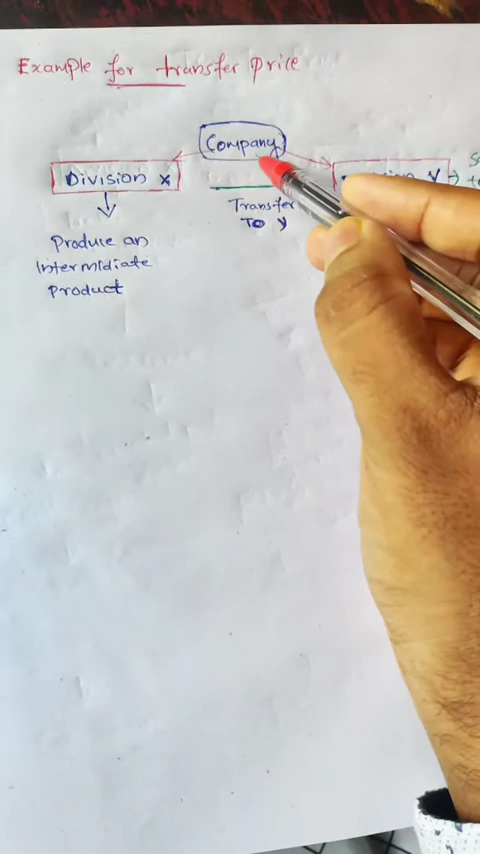 Example for transfer price
Company
Division x
Transfer
To y
Produce an
Intermidiate
Product